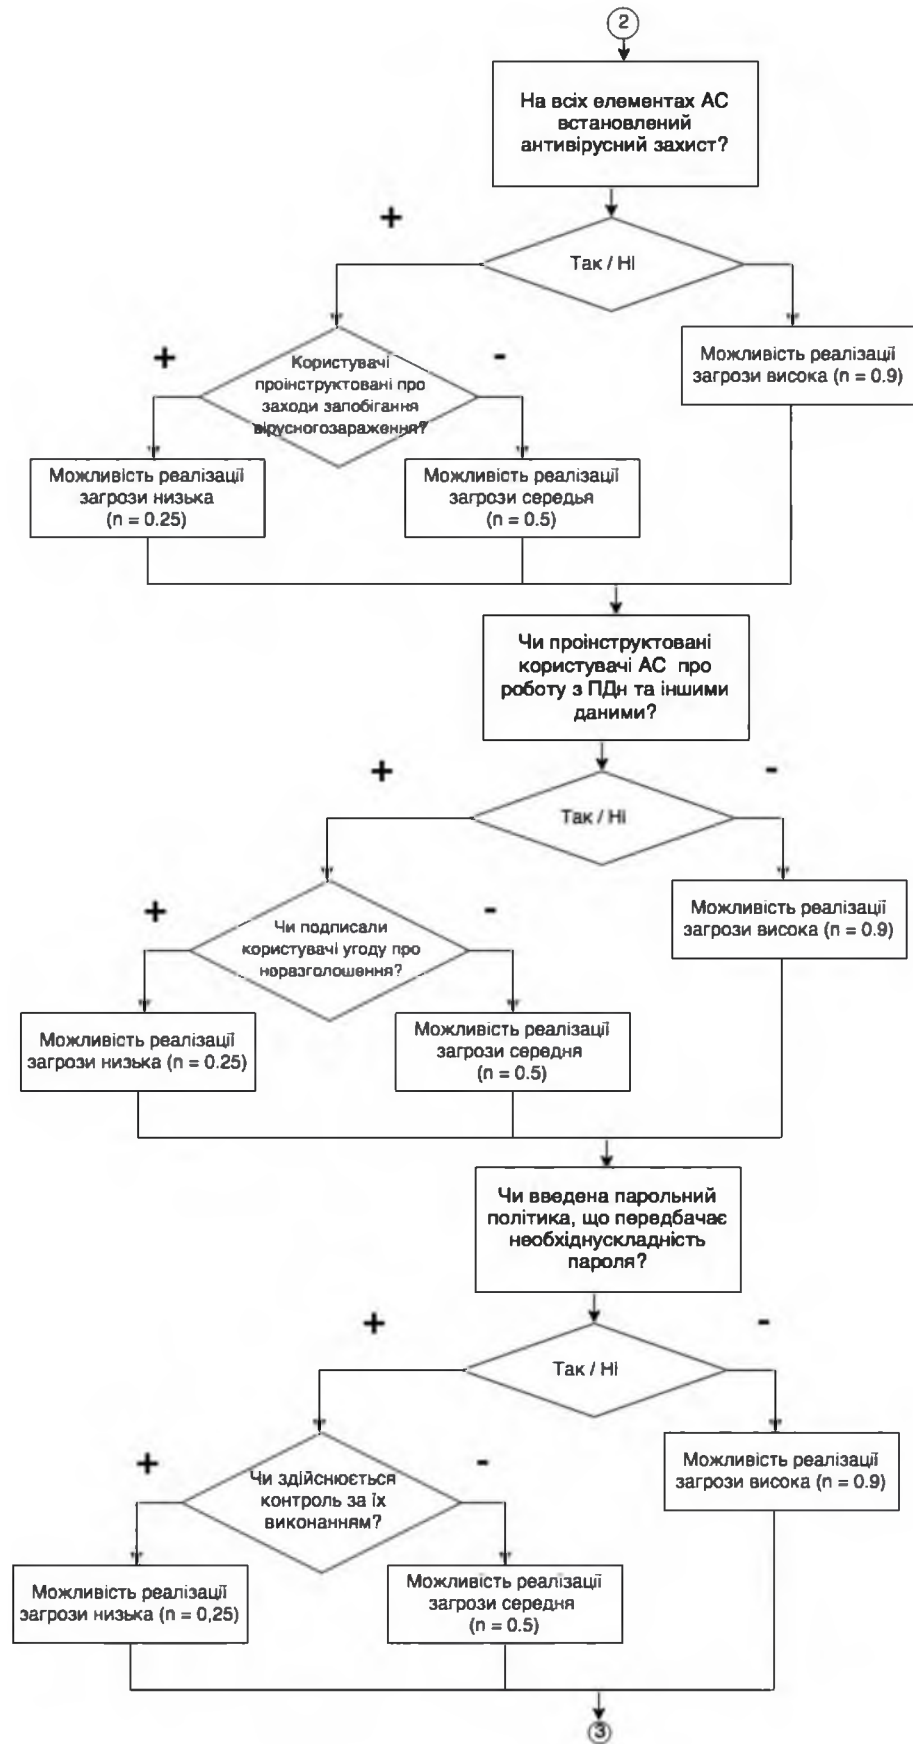 2
На всіх елементах АС
встановлений
антивірусний захист?
+
Так / Ні
Можливість реалізації
загрози висока (n = 0.9)
+
-
Користувачі
проінструктовані про
заходи запобігання
вірусногозараження?
Можливість реалізації
загрози низька
(n = 0.25)
Можливість реалізації
загрози середья
(n = 0.5)
Чи проінструктовані
користувачі АС про
роботу з ПДн та іншими
даними?
+
-
Так / Ні
Можливість реалізації
загрози висока (n = 0.9)
+
-
Чи подписали
користувачі угоду про
норазголошення?
Можливість реалізації
загрози низька (n = 0.25)
Можливість реалізації
загрози середня
(n = 0.5)
Чи введена парольний
політика, що передбачає
необхіднускладність
пароля?
+
-
Так / Ні
Можливість реалізації
загрози висока (n = 0.9)
+
-
Чи здійснюється
контроль за їх
виконанням?
Можливість реалізації
загрози низька (n = 0,25)
Можливість реалізації
загрози середня
(n = 0.5)
3